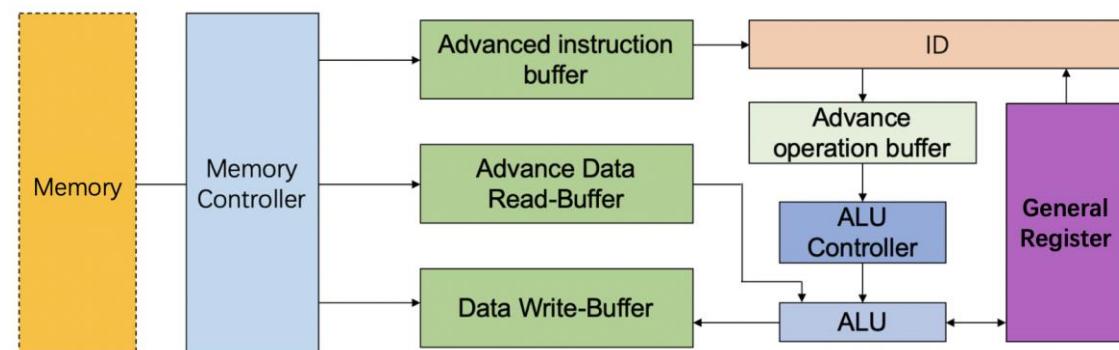 Memory
Memory
Controller
Advanced instruction
buffer
Advance Data
Read-Buffer
Data Write-Buffer
ID
Advance
operation buffer
ALU
Controller
ALU
General
Register